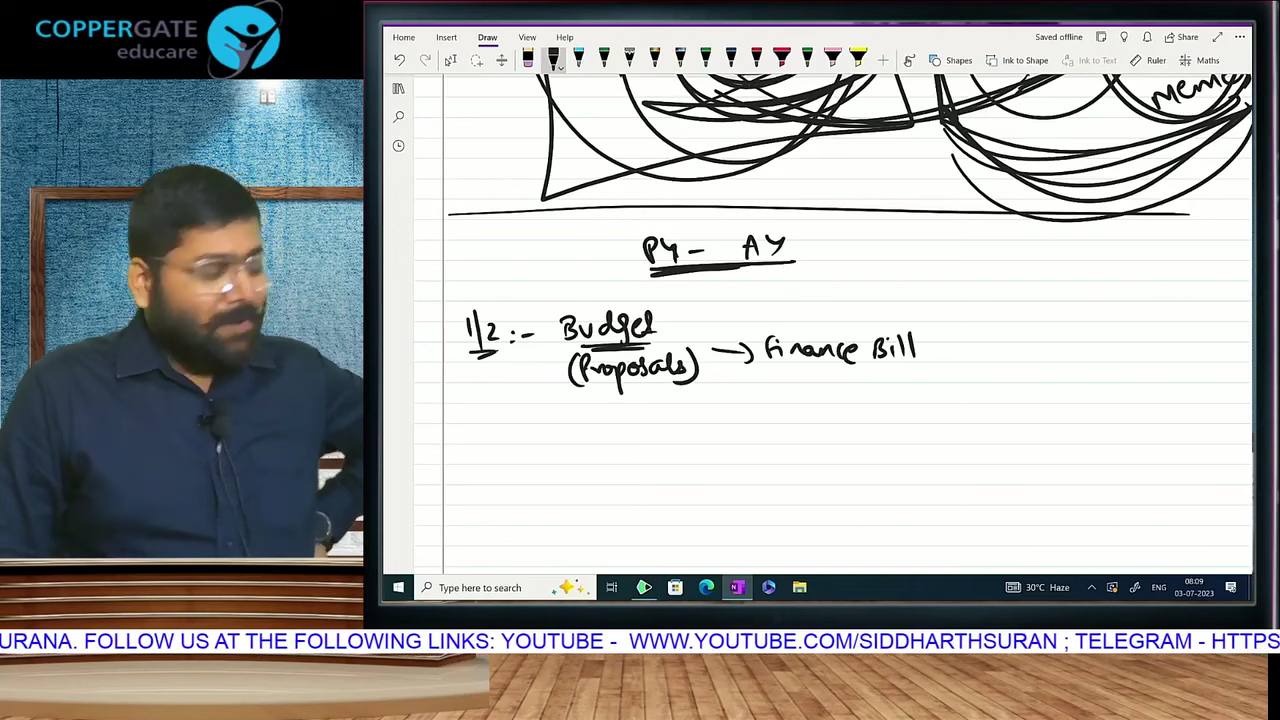 COPPERGATE
educare
Home Insert Draw View Help
Saved offline
Share
Shapes
Ink to Shape
Ink to Text
Ruler
Maths
PY - AY
1/2 :- Budget
(Proposals) → Finance Bill
Type here to search
30°C Haze
ENG
08:09
03-07-2023
URANA. FOLLOW US AT THE FOLLOWING LINKS: YOUTUBE - WWW.YOUTUBE.COM/SIDDHARTHSURAN ; TELEGRAM - HTTPS